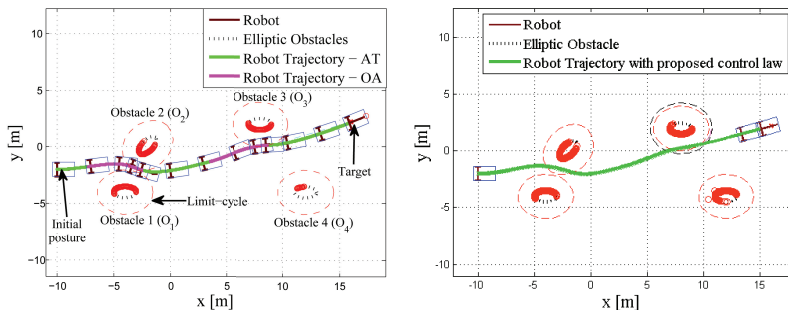 Robot
Elliptic Obstacles
Robot Trajectory – AT
Robot Trajectory – OA
Obstacle 2 (O2)
Obstacle 3 (O3)
Target
Obstacle 1 (O1)
Limit-cycle
Obstacle 4 (O4)
Initial
posture
10
5
0
−5
−10
y [m]
−10 −5 0 5 10 15
x [m]
Robot
Elliptic Obstacle
Robot Trajectory with proposed control law
10
5
0
-5
-10
y [m]
-10 -5 0 5 10 15
x [m]